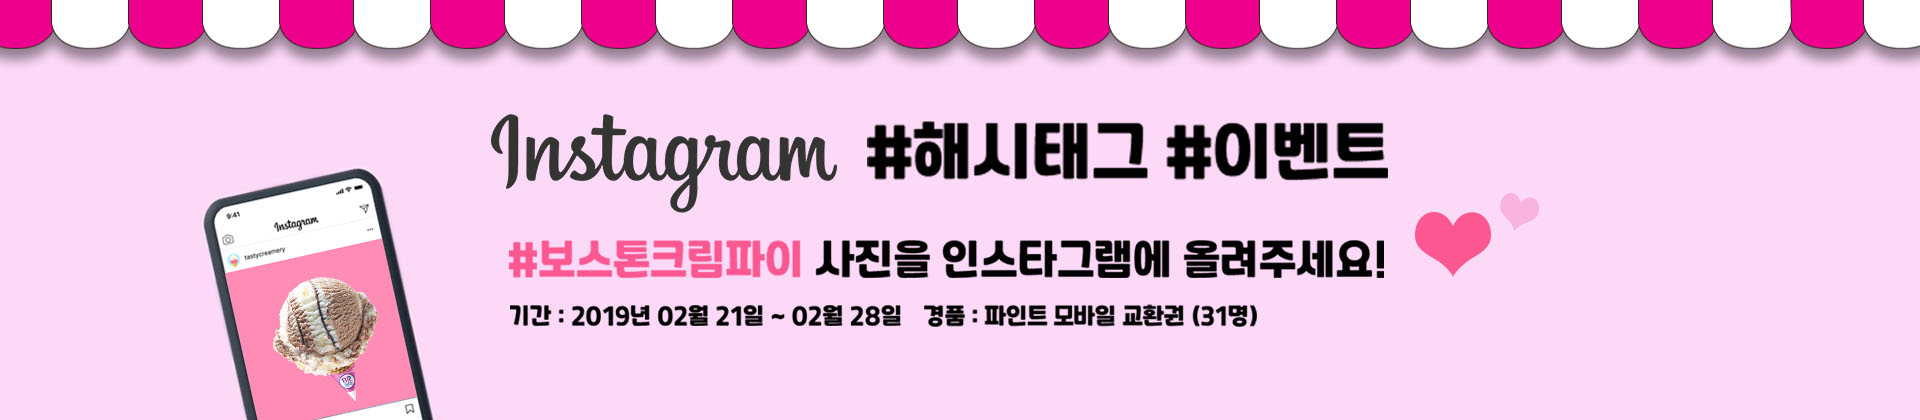 Instagram #해시태그 #이벤트
#보스톤크림파이 사진을 인스타그램에 올려주세요!
기간 : 2019년 02월 21일 ~ 02월 28일 경품 : 파인트 모바일 교환권 (31명)
9:41
Instagram
tastycreamery